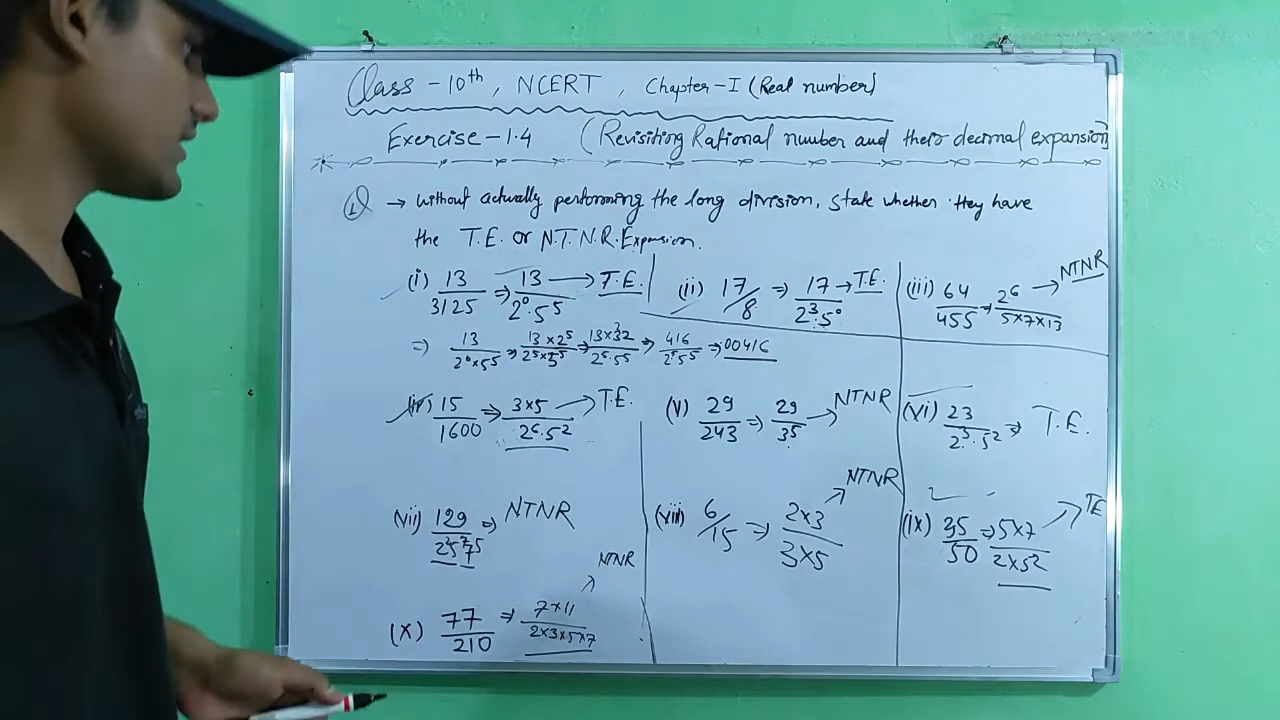 Class - 10th, NCERT, Chapter-I (Real number)
Exercise - 1.4 (Revisiting Rational number and their decimal expansion
Q1 → Without actually performing the long division, state whether they have
the T.E. or N.T.N.R. Expansion.
(i) 13/3125 ⇒ 13/2⁰·5⁵ → T.E. (ii) 17/8 ⇒ 17/2³·5⁰ → T.E. (iii) 64/455 ⇒ 2⁶/5×7×13 → NTNR
⇒ 13/2⁰×5⁵ ⇒ 13×2⁵/2⁵×5⁵ ⇒ 13×32/2⁵·5⁵ ⇒ 416/2⁵5⁵ ⇒ 00416
(iv) 15/1600 ⇒ 3×5/2⁶·5² → T.E. (v) 29/243 ⇒ 29/3⁵ → NTNR (vi) 23/2³·5² ⇒ T.E.
(vii) 129/2²5⁷7⁵ ⇒ NTNR (viii) 6/15 ⇒ 2×3/3×5 → NTNR (ix) 35/50 ⇒ 5×7/2×5² → TE
(x) 77/210 ⇒ 7×11/2×3×5×7 → NTNR